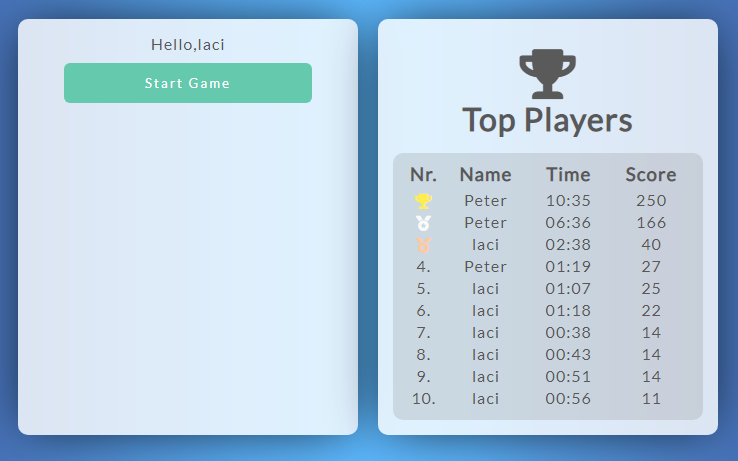 Hello,laci
Start Game
Top Players
Nr. Name Time Score
Peter 10:35 250
Peter 06:36 166
laci 02:38 40
4. Peter 01:19 27
5. laci 01:07 25
6. laci 01:18 22
7. laci 00:38 14
8. laci 00:43 14
9. laci 00:51 14
10. laci 00:56 11